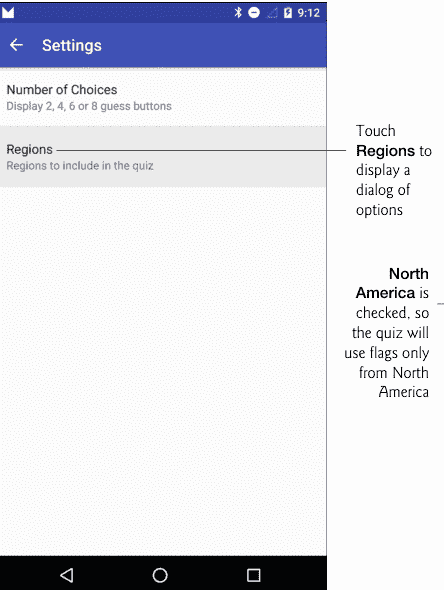 9:12
Settings
Number of Choices
Display 2, 4, 6 or 8 guess buttons
Regions
Regions to include in the quiz
Touch
Regions to
display a
dialog of
options
North
America is
checked, so
the quiz will
use flags only
from North
America